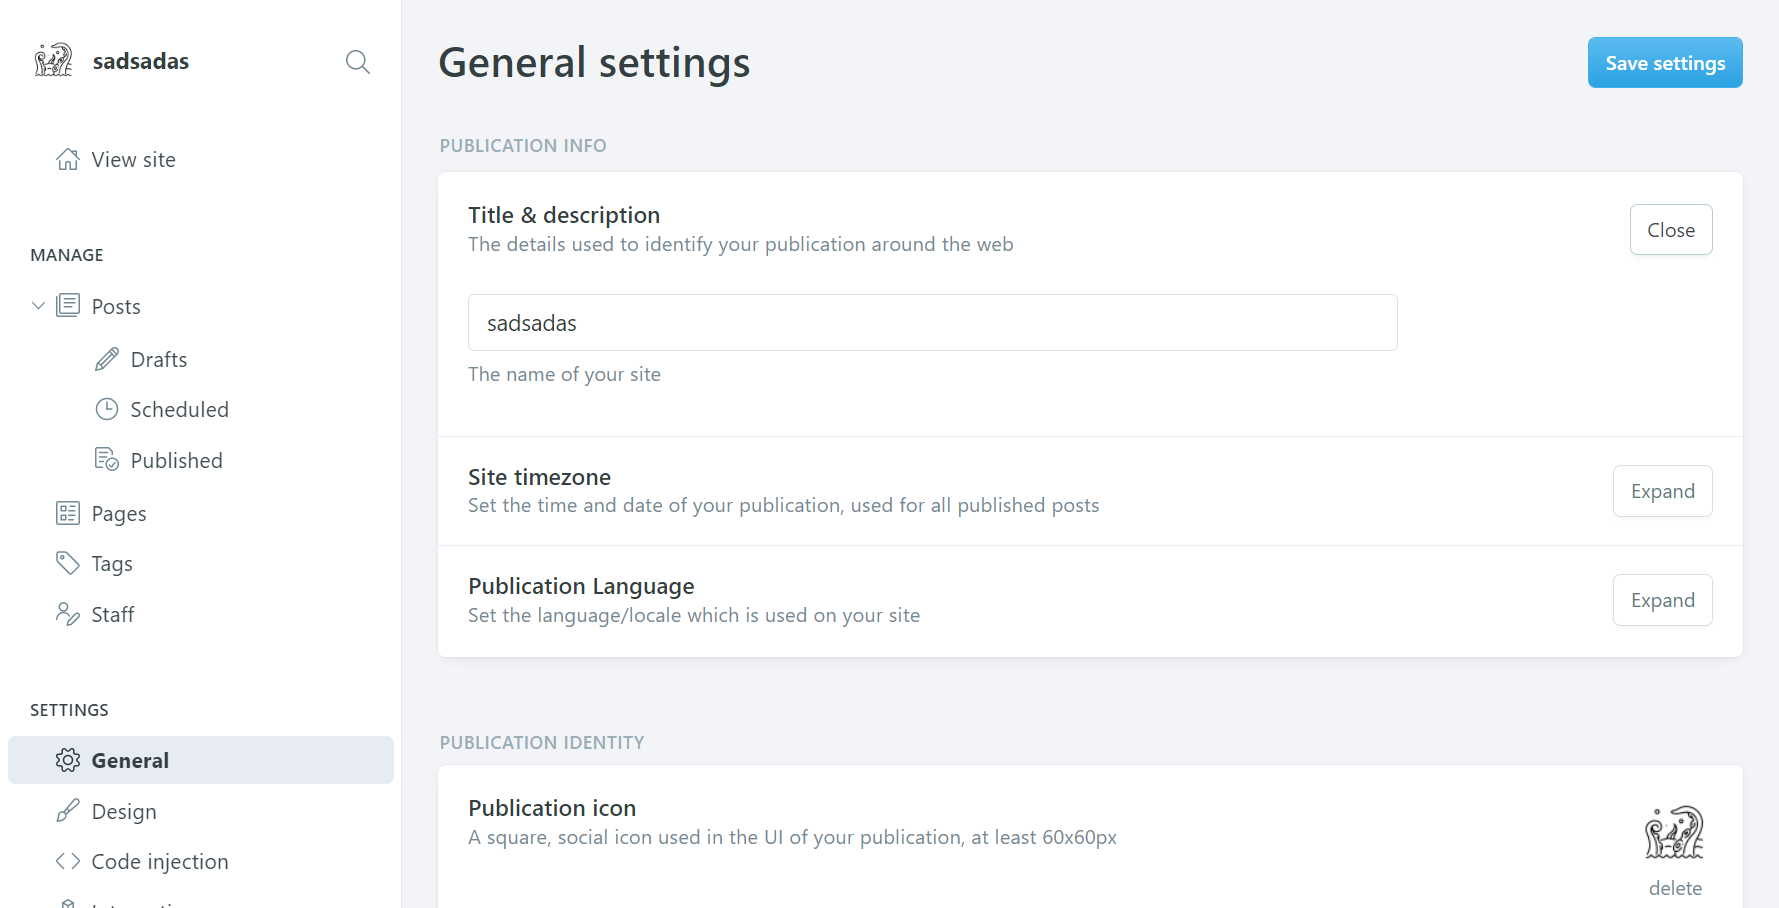 sadsadas
View site
MANAGE
Posts
Drafts
Scheduled
Published
Pages
Tags
Staff
SETTINGS
General
Design
Code injection
General settings
Save settings
PUBLICATION INFO
Title & description
The details used to identify your publication around the web
Close
sadsadas
The name of your site
Site timezone
Set the time and date of your publication, used for all published posts
Expand
Publication Language
Set the language/locale which is used on your site
Expand
PUBLICATION IDENTITY
Publication icon
A square, social icon used in the UI of your publication, at least 60x60px
delete